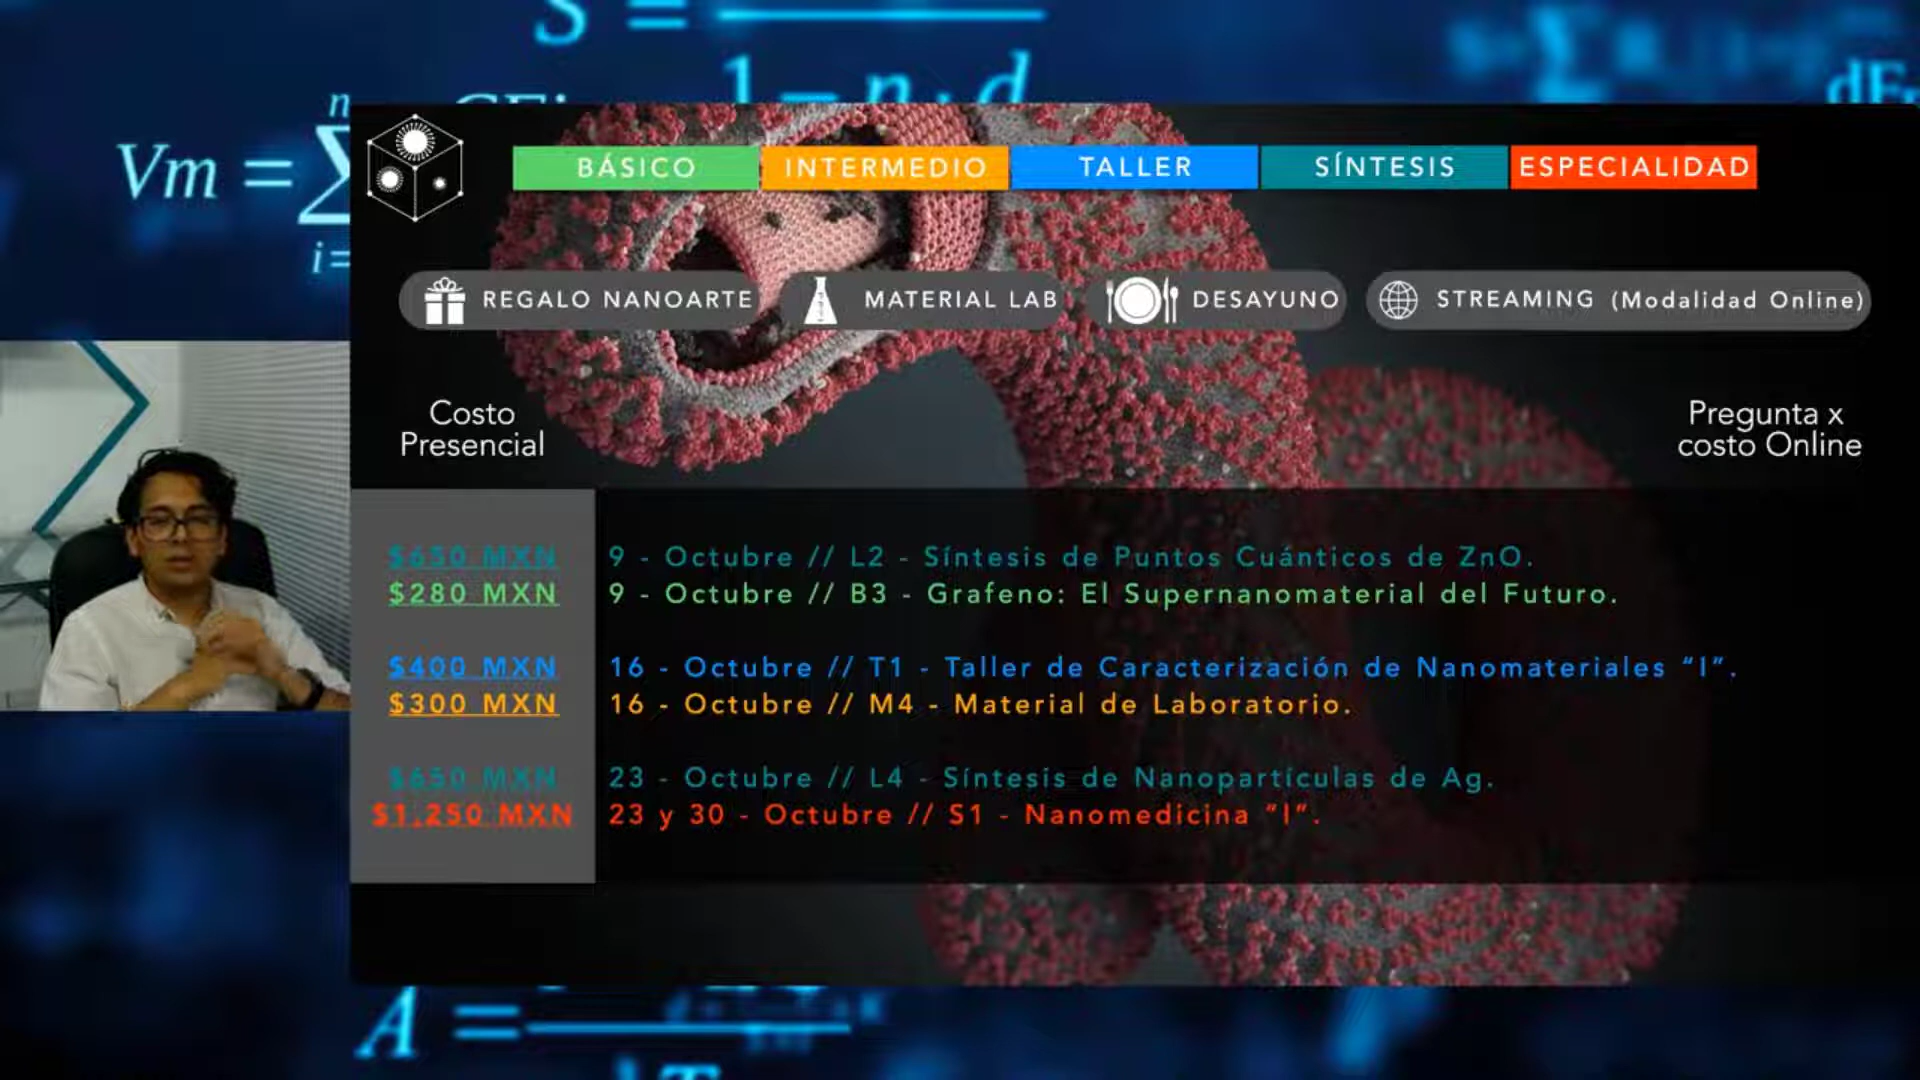 S =
1 - n · d
dF
n
Vm = Σ
i=
BÁSICO INTERMEDIO TALLER SÍNTESIS ESPECIALIDAD
REGALO NANOARTE MATERIAL LAB DESAYUNO STREAMING (Modalidad Online)
Costo
Presencial
Pregunta x
costo Online
$650 MXN 9 - Octubre // L2 - Síntesis de Puntos Cuánticos de ZnO.
$280 MXN 9 - Octubre // B3 - Grafeno: El Supernanomaterial del Futuro.
$400 MXN 16 - Octubre // T1 - Taller de Caracterización de Nanomateriales “I”.
$300 MXN 16 - Octubre // M4 - Material de Laboratorio.
$650 MXN 23 - Octubre // L4 - Síntesis de Nanopartículas de Ag.
$1,250 MXN 23 y 30 - Octubre // S1 - Nanomedicina “I”.
A =